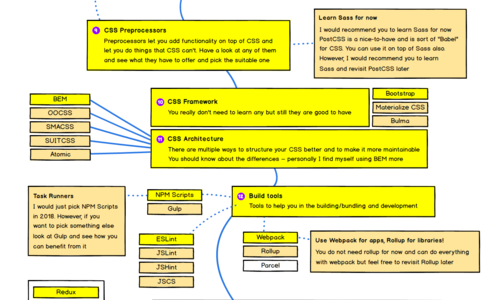 9 CSS Preprocessors
Preprocessors let you add functionality on top of CSS and
let you do things that CSS can't. Have a look at any of them
and see what they have to offer and pick the suitable one
Learn Sass for now
I would recommend you to learn Sass for now
PostCSS is a nice-to-have and is sort of "Babel"
for CSS. You can use it on top of Sass also.
However, I would recommend you to learn
Sass and revisit PostCSS later
10 CSS Framework
You really don't need to learn any but still they are good to have
Bootstrap
Materialize CSS
Bulma
BEM
OOCSS
SMACSS
SUITCSS
Atomic
11 CSS Architecture
There are multiple ways to structure your CSS better and to make it more maintainable
You should know about the differences – personally I find myself using BEM more
Task Runners
I would just pick NPM Scripts
in 2018. However, if you
want to pick something else
look at Gulp and see how you
can benefit from it
NPM Scripts
Gulp
12 Build tools
Tools to help you in the building/bundling and development
ESLint
JSLint
JSHint
JSCS
Webpack
Rollup
Parcel
Use Webpack for apps, Rollup for libraries!
You do not need rollup for now and can do everything
with webpack but feel free to revisit Rollup later
Redux